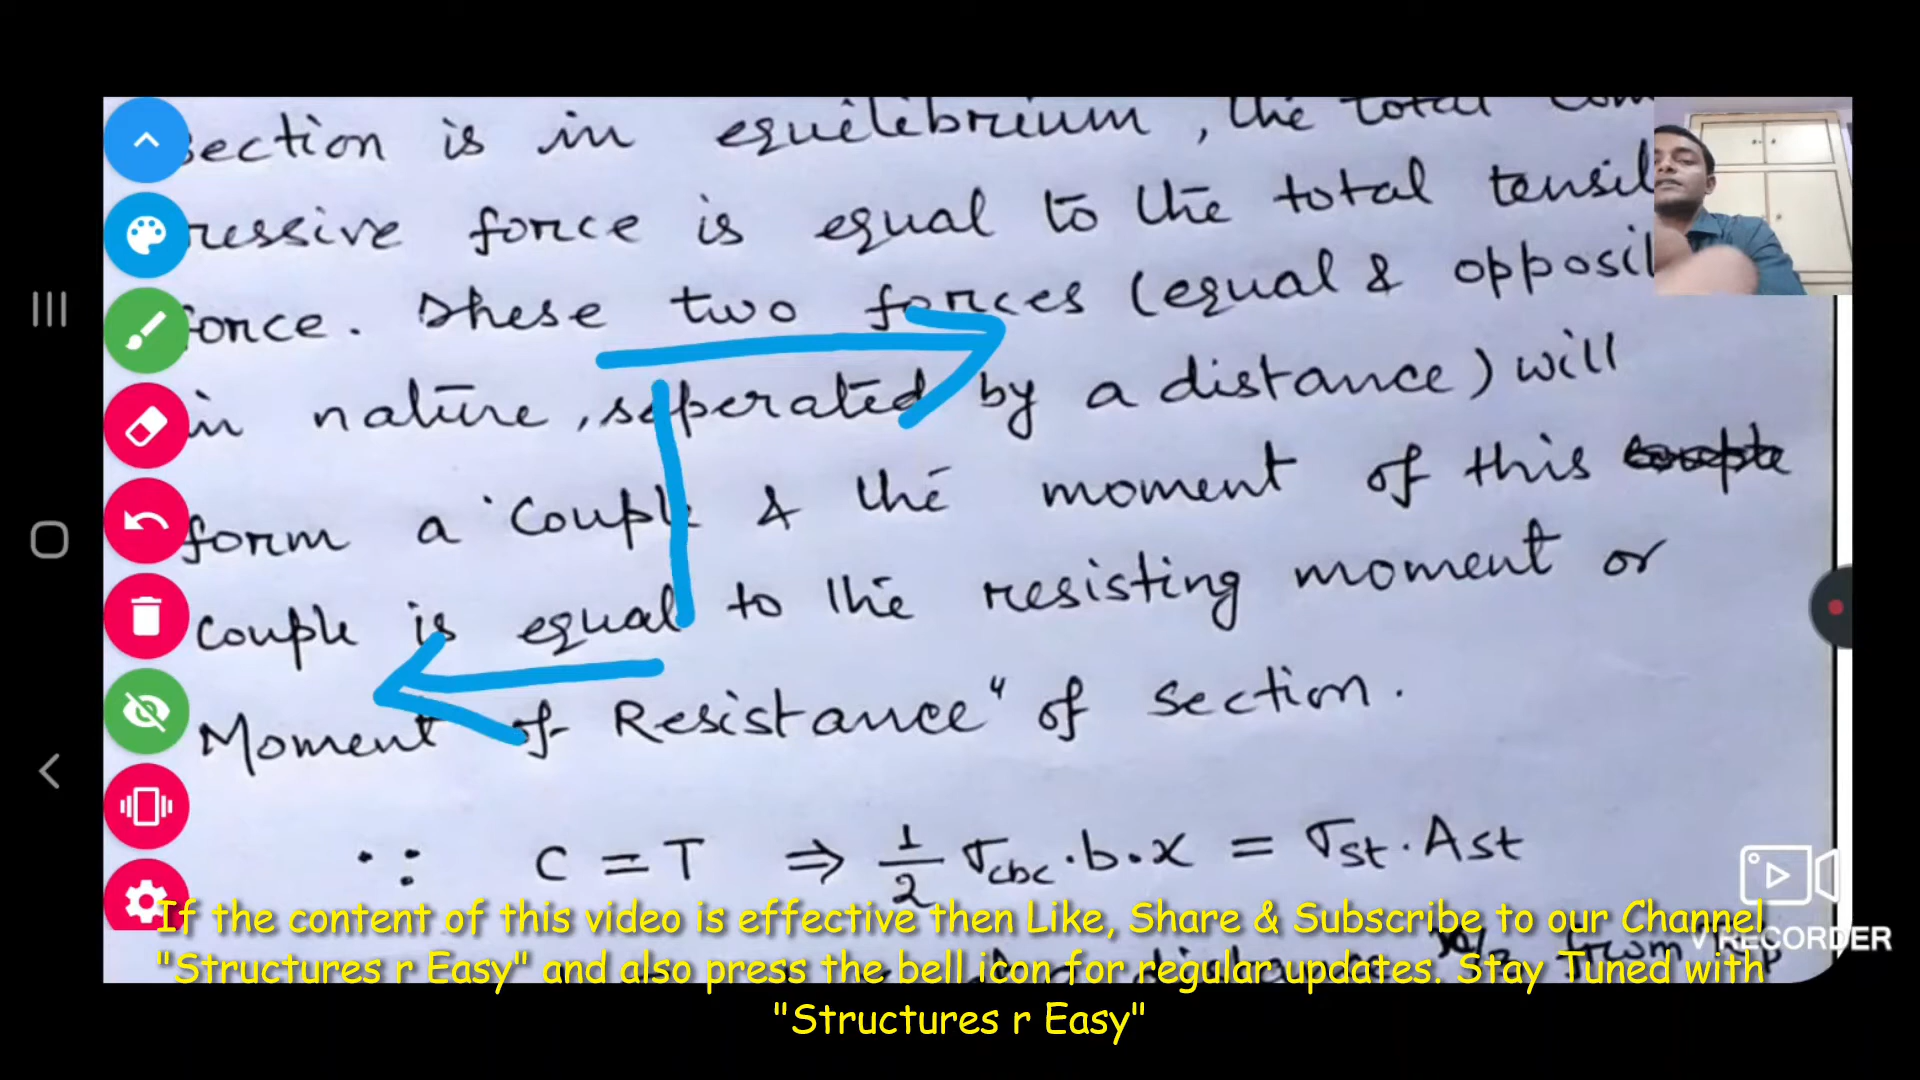 section is in equilibrium, the total com
ressive force is equal to the total tensil
force. These two forces (equal & opposit
in nature, seperated by a distance) will
form a 'couple & the moment of this
couple is equal to the resisting moment or
Moment of Resistance" of section.
∵ C = T ⇒ 1/2 σcbc . b . x = σst . Ast
from
V RECORDER
If the content of this video is effective then Like, Share & Subscribe to our Channel
"Structures r Easy" and also press the bell icon for regular updates. Stay Tuned with
"Structures r Easy"